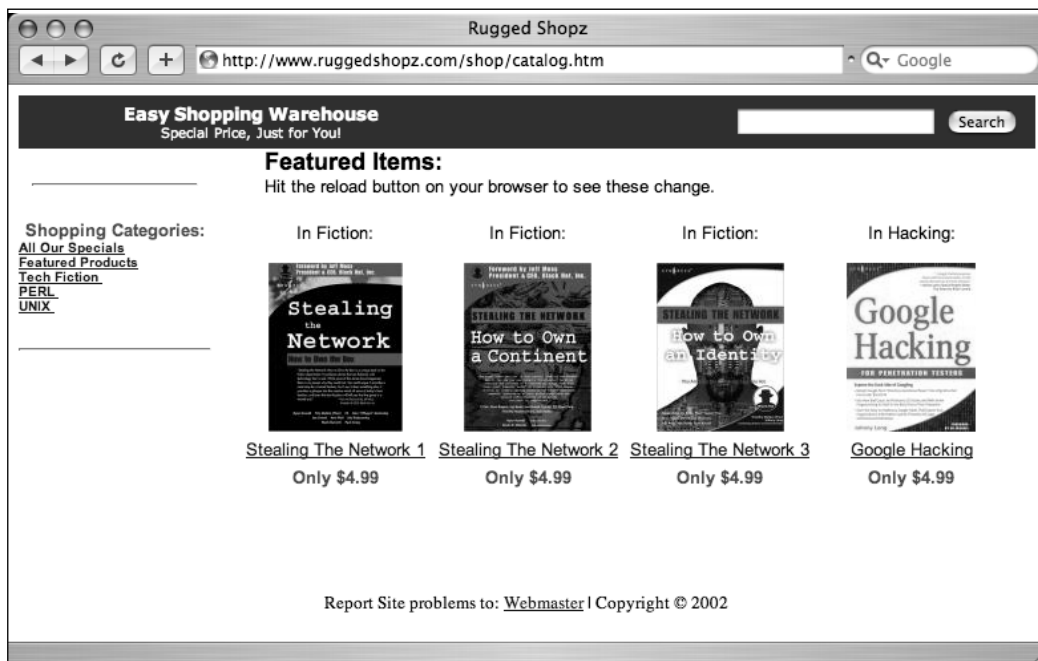 Rugged Shopz
http://www.ruggedshopz.com/shop/catalog.htm
Google
Easy Shopping Warehouse
Special Price, Just for You!
Search
Featured Items:
Hit the reload button on your browser to see these change.
Shopping Categories:
All Our Specials
Featured Products
Tech Fiction
PERL
UNIX
In Fiction:
In Fiction:
In Fiction:
In Hacking:
Foreword by Jeff Moss
President & CEO, Black Hat, Inc.
Stealing
the
Network
How to Own the Box
Foreword by Jeff Moss
President & CEO, Black Hat, Inc.
STEALING THE NETWORK
How to Own
a Continent
STEALING THE NETWORK
How to Own
an Identity
Google
Hacking
FOR PENETRATION TESTERS
Johnny Long
Stealing The Network 1
Stealing The Network 2
Stealing The Network 3
Google Hacking
Only $4.99
Only $4.99
Only $4.99
Only $4.99
Report Site problems to: Webmaster | Copyright © 2002